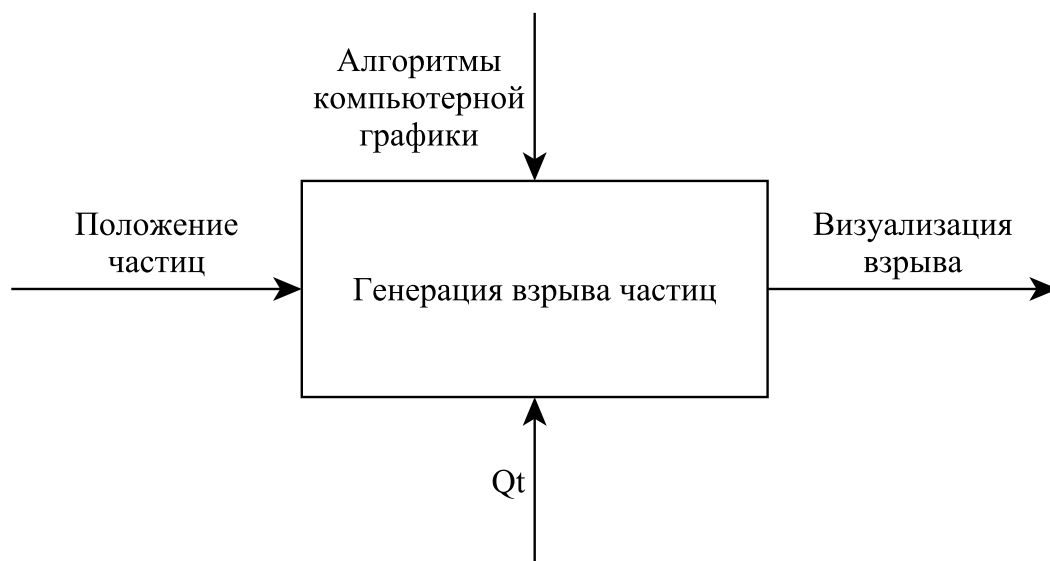 Алгоритмы
компьютерной
графики
Положение
частиц
Генерация взрыва частиц
Визуализация
взрыва
Qt